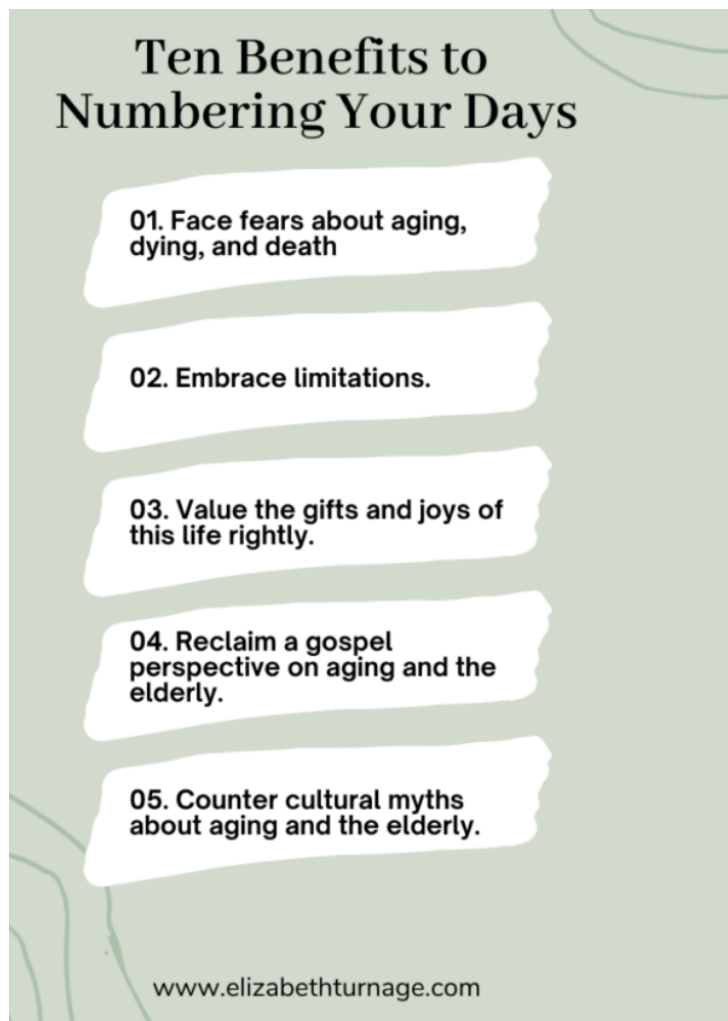 Ten Benefits to
Numbering Your Days
01. Face fears about aging,
dying, and death
02. Embrace limitations.
03. Value the gifts and joys of
this life rightly.
04. Reclaim a gospel
perspective on aging and the
elderly.
05. Counter cultural myths
about aging and the elderly.
www.elizabethturnage.com